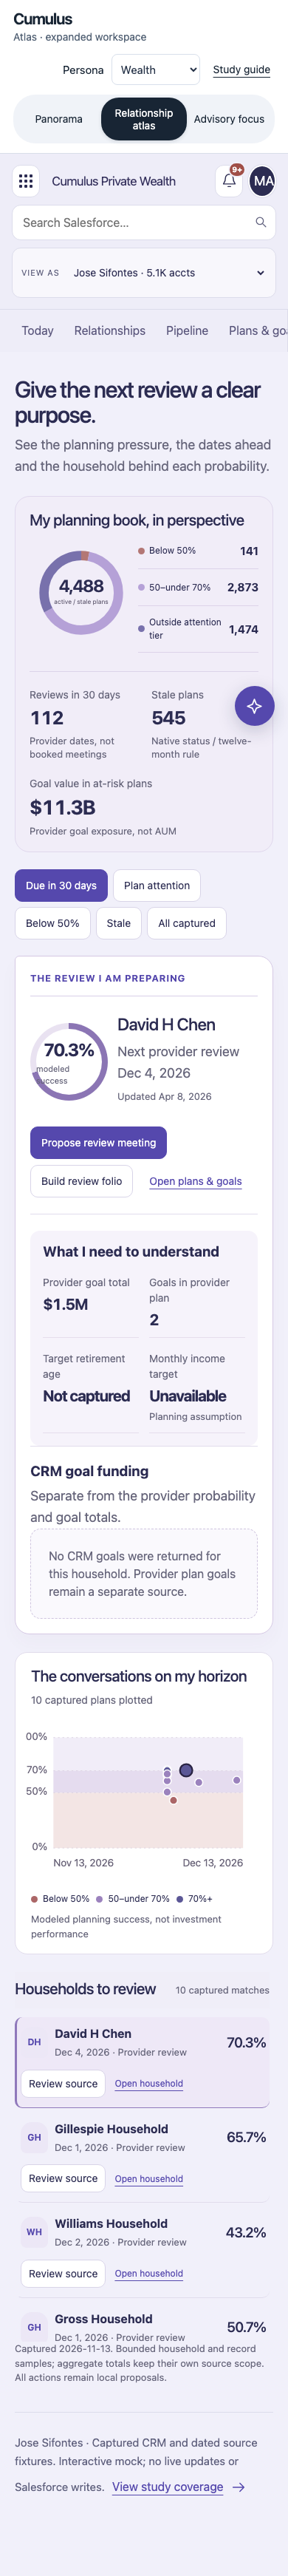 Cumulus
Atlas · expanded workspace
Persona
Wealth
Study guide
Panorama
Relationship
atlas
Advisory focus
Cumulus Private Wealth
9+
MA
Search Salesforce...
VIEW AS
Jose Sifontes · 5.1K accts
Today
Relationships
Pipeline
Plans & goa
Give the next review a clear
purpose.
See the planning pressure, the dates ahead
and the household behind each probability.
My planning book, in perspective
4,488
active / stale plans
Below 50%
141
50–under 70%
2,873
Outside attention
tier
1,474
Reviews in 30 days
112
Provider dates, not
booked meetings
Stale plans
545
Native status / twelve-
month rule
Goal value in at-risk plans
$11.3B
Provider goal exposure, not AUM
Due in 30 days
Plan attention
Below 50%
Stale
All captured
THE REVIEW I AM PREPARING
70.3%
modeled
success
David H Chen
Next provider review
Dec 4, 2026
Updated Apr 8, 2026
Propose review meeting
Build review folio
Open plans & goals
What I need to understand
Provider goal total
$1.5M
Goals in provider
plan
2
Target retirement
age
Not captured
Monthly income
target
Unavailable
Planning assumption
CRM goal funding
Separate from the provider probability
and goal totals.
No CRM goals were returned for
this household. Provider plan goals
remain a separate source.
The conversations on my horizon
10 captured plans plotted
00%
70%
50%
0%
Nov 13, 2026
Dec 13, 2026
Below 50%
50–under 70%
70%+
Modeled planning success, not investment
performance
Households to review
10 captured matches
DH
David H Chen
Dec 4, 2026 · Provider review
70.3%
Review source
Open household
GH
Gillespie Household
Dec 1, 2026 · Provider review
65.7%
Review source
Open household
WH
Williams Household
Dec 2, 2026 · Provider review
43.2%
Review source
Open household
GH
Gross Household
Dec 1, 2026 · Provider review
50.7%
Captured 2026-11-13. Bounded household and record
samples; aggregate totals keep their own source scope.
All actions remain local proposals.
Jose Sifontes · Captured CRM and dated source
fixtures. Interactive mock; no live updates or
Salesforce writes.
View study coverage →